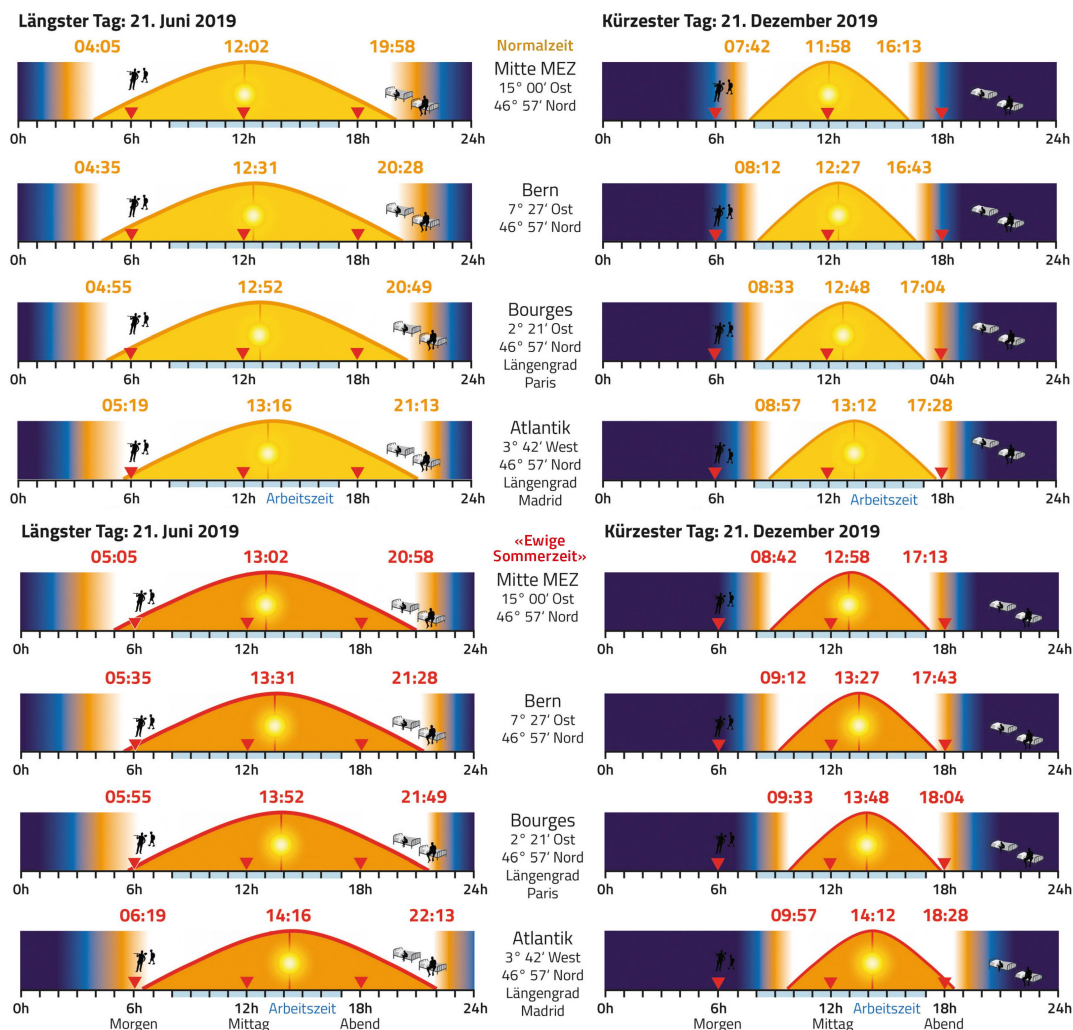 Längster Tag: 21. Juni 2019
04:05 12:02 19:58
0h 6h 12h 18h 24h
Normalzeit
Mitte MEZ
15° 00′ Ost
46° 57′ Nord
Kürzester Tag: 21. Dezember 2019
07:42 11:58 16:13
0h 6h 12h 18h 24h
04:35 12:31 20:28
0h 6h 12h 18h 24h
Bern
7° 27′ Ost
46° 57′ Nord
08:12 12:27 16:43
0h 6h 12h 18h 24h
04:55 12:52 20:49
0h 6h 12h 18h 24h
Bourges
2° 21′ Ost
46° 57′ Nord
Längengrad
Paris
08:33 12:48 17:04
0h 6h 12h 04h 24h
05:19 13:16 21:13
0h 6h 12h 18h 24h
Arbeitszeit
Atlantik
3° 42′ West
46° 57′ Nord
Längengrad
Madrid
08:57 13:12 17:28
0h 6h 12h 18h 24h
Arbeitszeit
Längster Tag: 21. Juni 2019
05:05 13:02 20:58
0h 6h 12h 18h 24h
«Ewige
Sommerzeit»
Mitte MEZ
15° 00′ Ost
46° 57′ Nord
Kürzester Tag: 21. Dezember 2019
08:42 12:58 17:13
0h 6h 12h 18h 24h
05:35 13:31 21:28
0h 6h 12h 18h 24h
Bern
7° 27′ Ost
46° 57′ Nord
09:12 13:27 17:43
0h 6h 12h 18h 24h
05:55 13:52 21:49
0h 6h 12h 18h 24h
Bourges
2° 21′ Ost
46° 57′ Nord
Längengrad
Paris
09:33 13:48 18:04
0h 6h 12h 18h 24h
06:19 14:16 22:13
0h 6h 12h 18h 24h
Arbeitszeit
Morgen Mittag Abend
Atlantik
3° 42′ West
46° 57′ Nord
Längengrad
Madrid
09:57 14:12 18:28
0h 6h 12h 18h 24h
Arbeitszeit
Morgen Mittag Abend